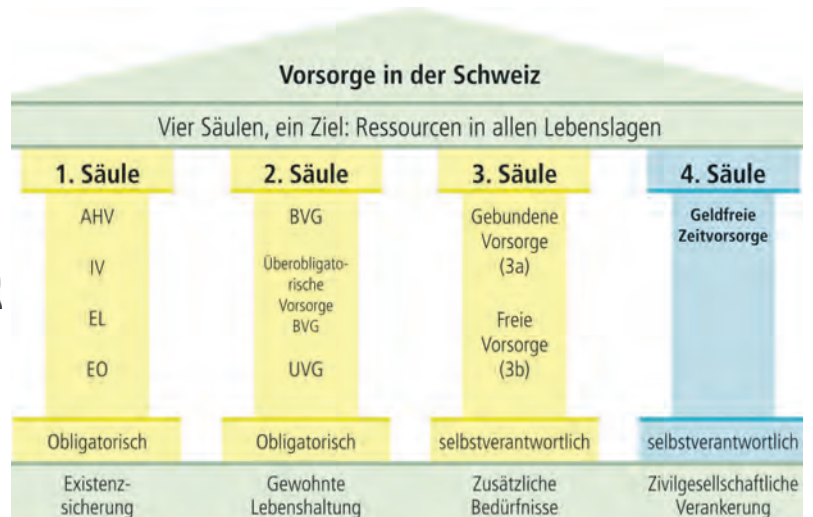 Vorsorge in der Schweiz
Vier Säulen, ein Ziel: Ressourcen in allen Lebenslagen
1. Säule
AHV
IV
EL
EO
Obligatorisch
Existenz-
sicherung
2. Säule
BVG
Überobligato-
rische
Vorsorge
BVG
UVG
Obligatorisch
Gewohnte
Lebenshaltung
3. Säule
Gebundene
Vorsorge
(3a)
Freie
Vorsorge
(3b)
selbstverantwortlich
Zusätzliche
Bedürfnisse
4. Säule
Geldfreie
Zeitvorsorge
selbstverantwortlich
Zivilgesellschaftliche
Verankerung